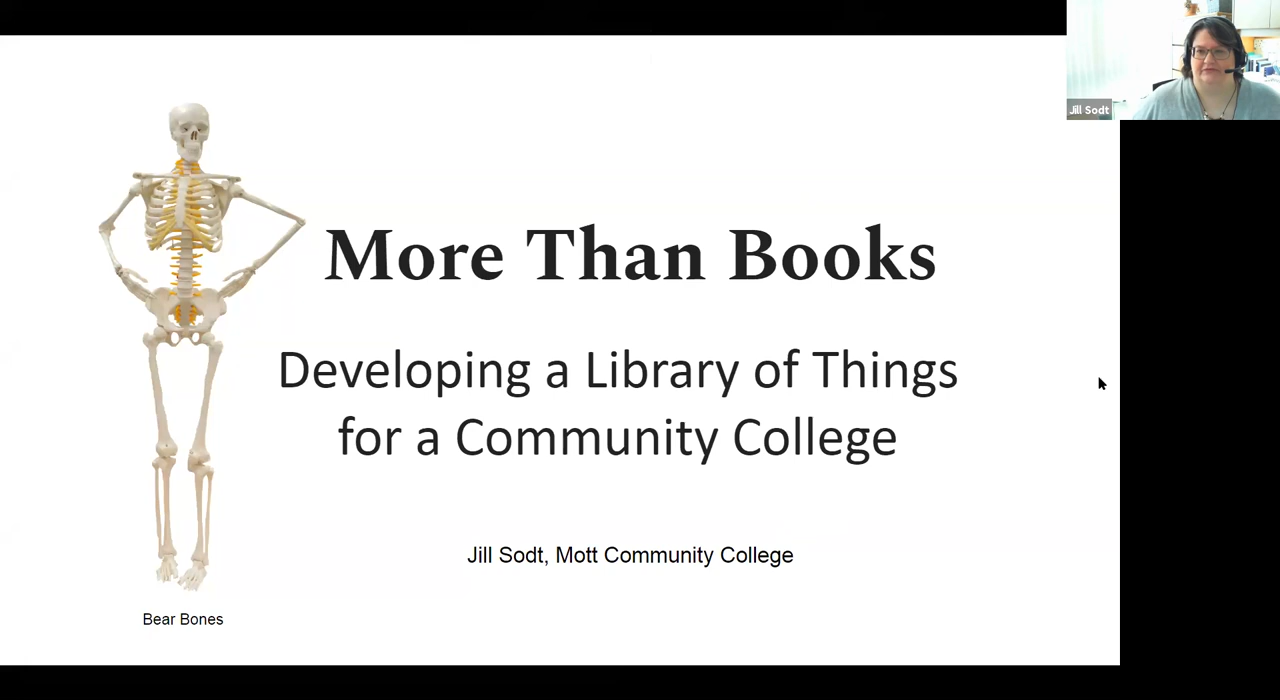 Jill Sodt
More Than Books
Developing a Library of Things
for a Community College
Jill Sodt, Mott Community College
Bear Bones